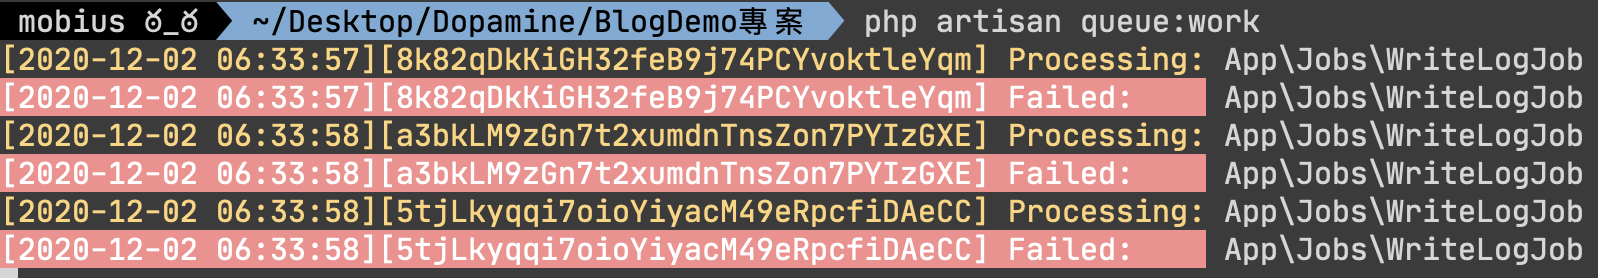 mobius ಠ_ಠ ~/Desktop/Dopamine/BlogDemo專案 php artisan queue:work
[2020-12-02 06:33:57][8k82qDkKiGH32feB9j74PCYvoktleYqm] Processing: App\Jobs\WriteLogJob
[2020-12-02 06:33:57][8k82qDkKiGH32feB9j74PCYvoktleYqm] Failed: App\Jobs\WriteLogJob
[2020-12-02 06:33:58][a3bkLM9zGn7t2xumdnTnsZon7PYIzGXE] Processing: App\Jobs\WriteLogJob
[2020-12-02 06:33:58][a3bkLM9zGn7t2xumdnTnsZon7PYIzGXE] Failed: App\Jobs\WriteLogJob
[2020-12-02 06:33:58][5tjLkyqqi7oioYiyacM49eRpcfiDAeCC] Processing: App\Jobs\WriteLogJob
[2020-12-02 06:33:58][5tjLkyqqi7oioYiyacM49eRpcfiDAeCC] Failed: App\Jobs\WriteLogJob